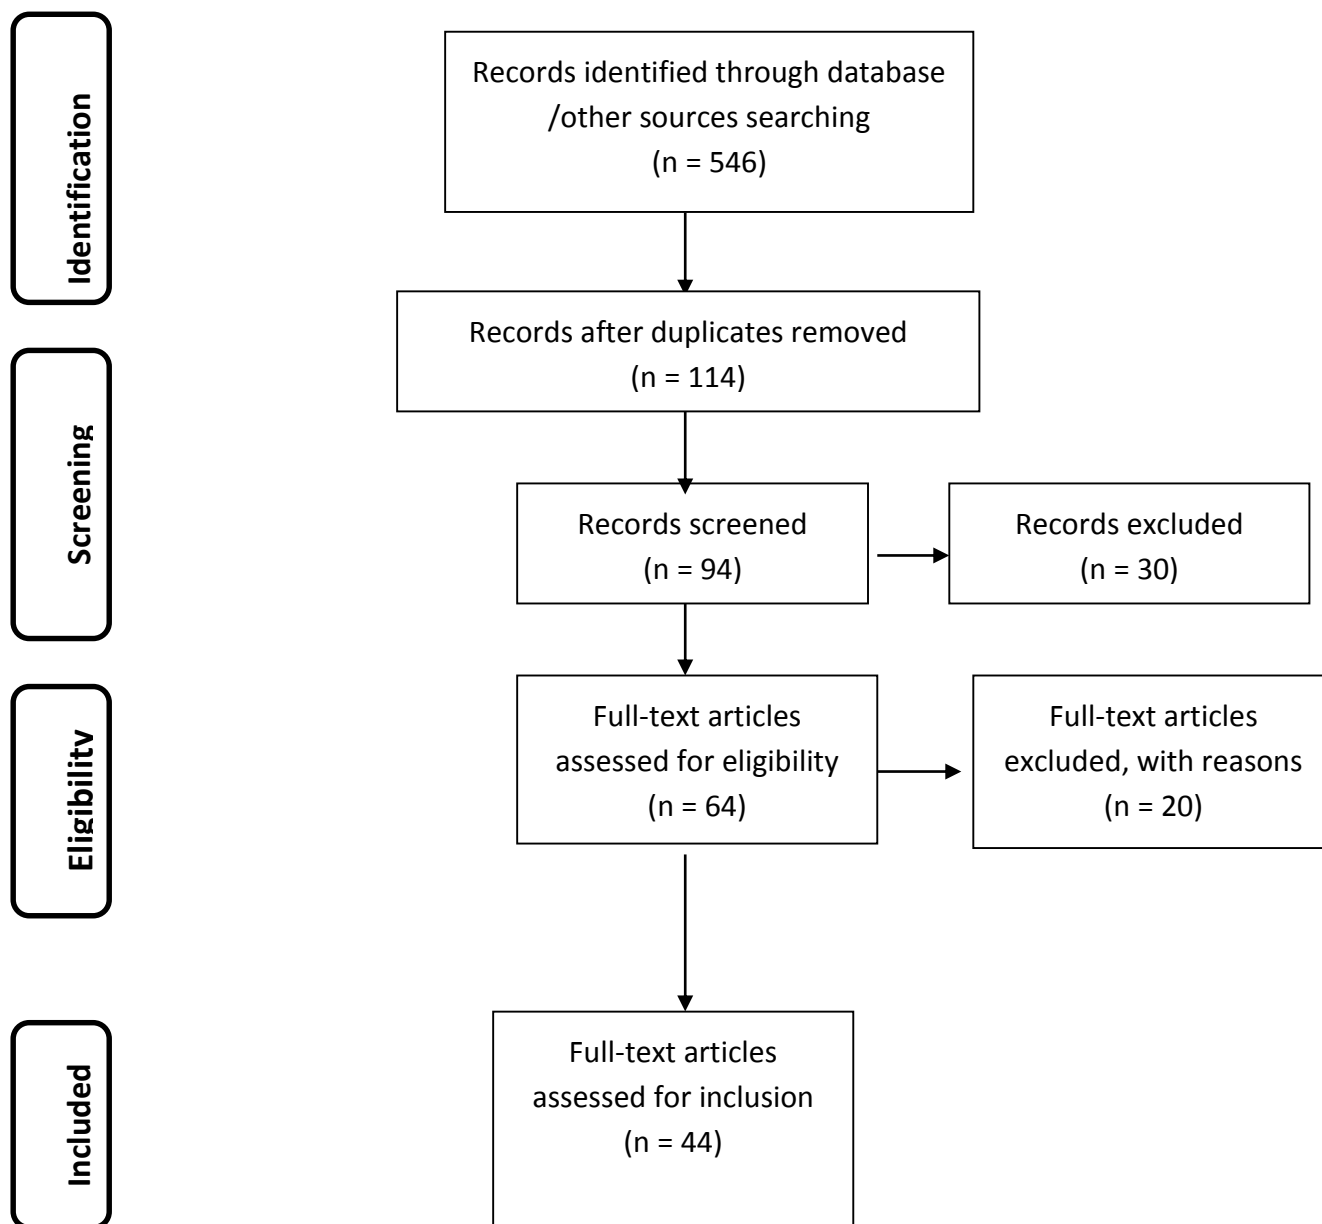 Identification
Records identified through database
/other sources searching
(n = 546)
Records after duplicates removed
(n = 114)
Screening
Records screened
(n = 94)
Records excluded
(n = 30)
Eligibility
Full-text articles
assessed for eligibility
(n = 64)
Full-text articles
excluded, with reasons
(n = 20)
Included
Full-text articles
assessed for inclusion
(n = 44)